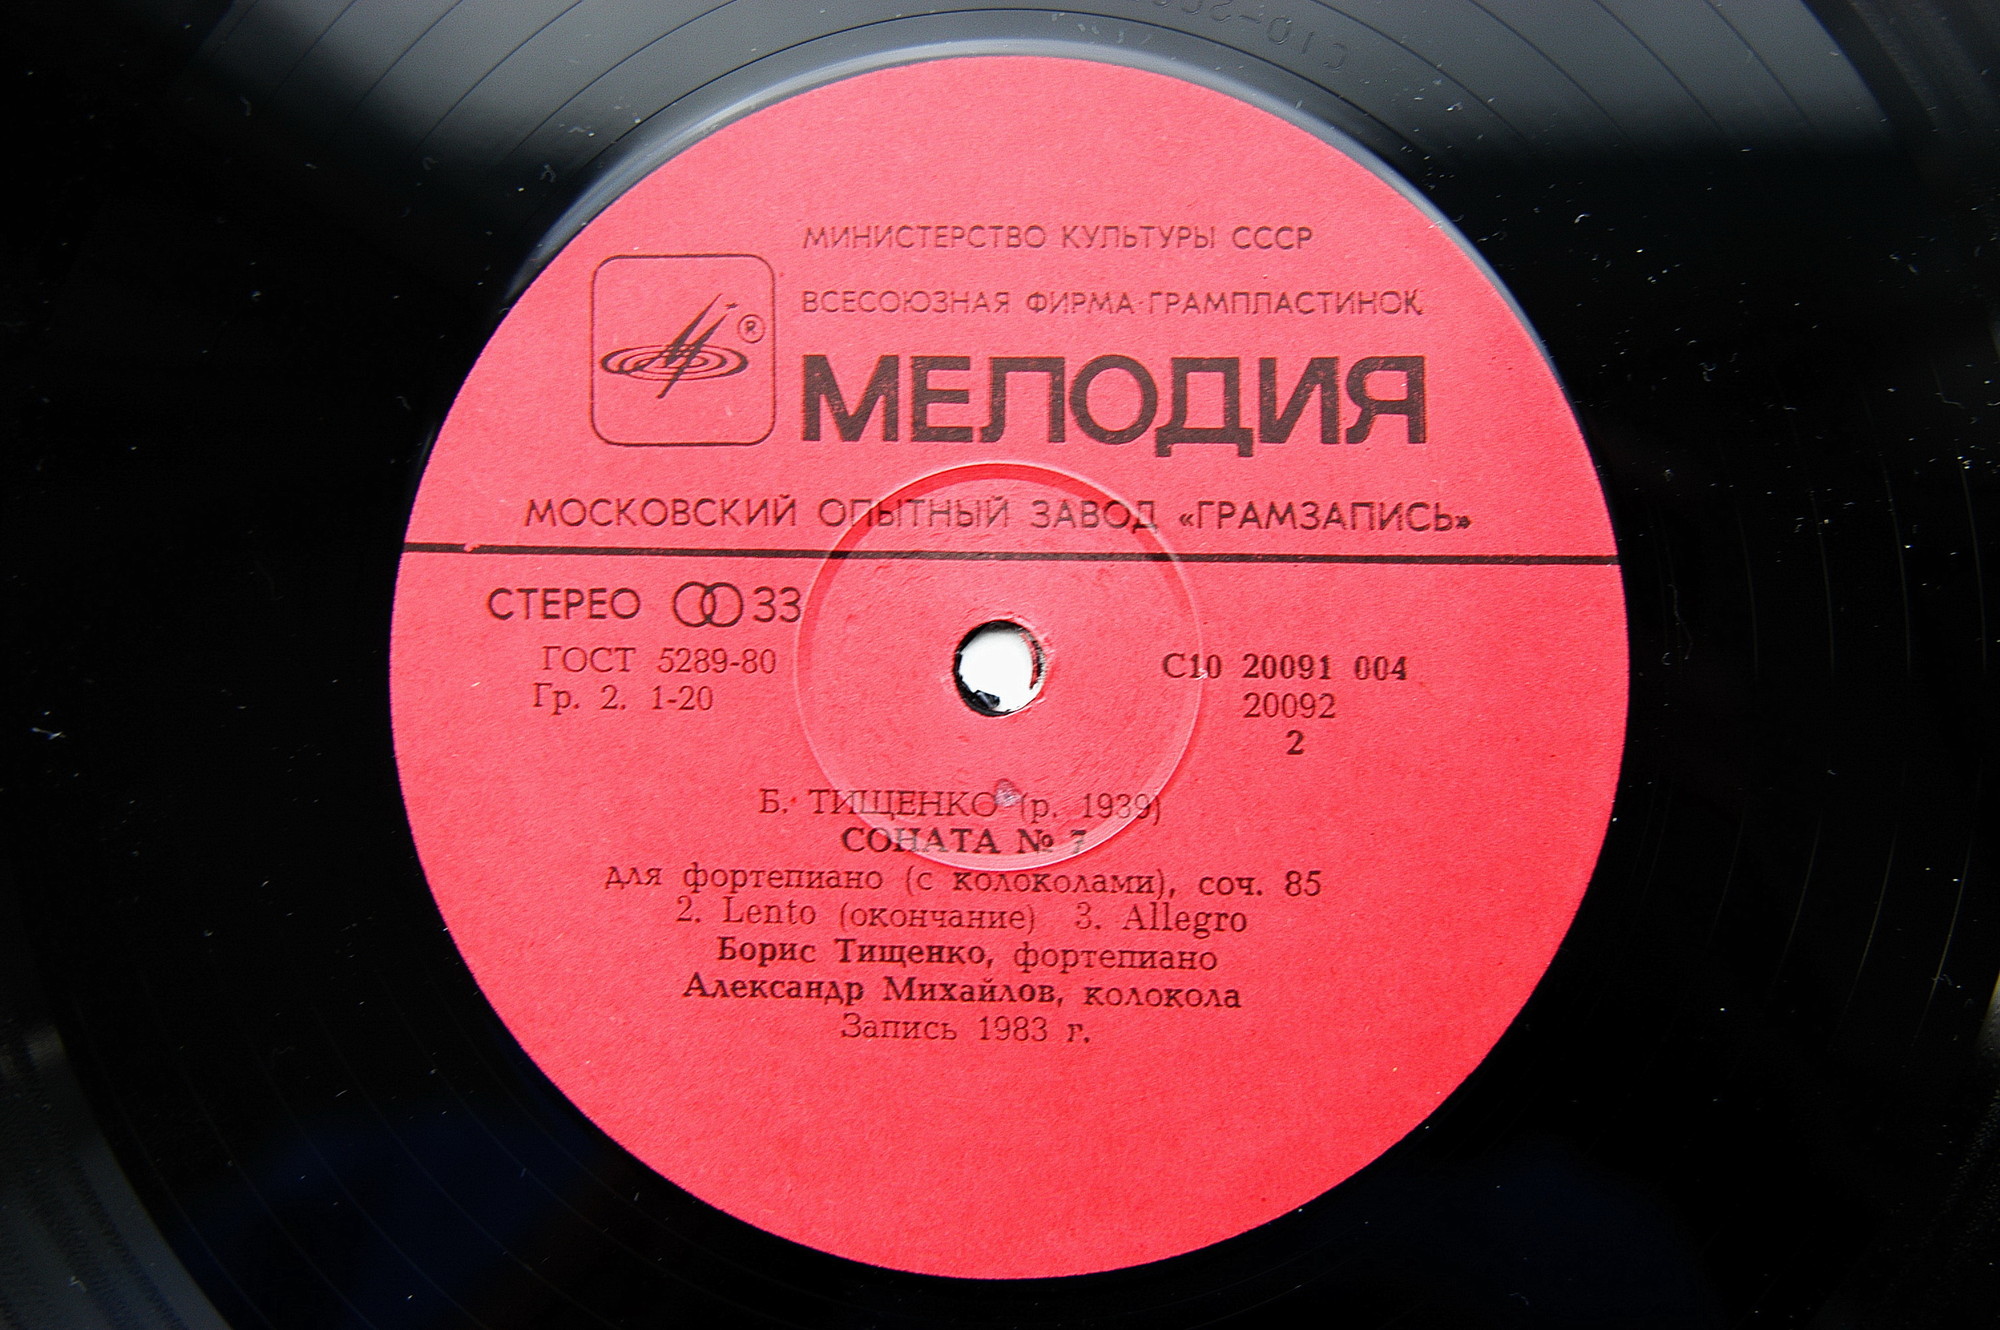 МИНИСТЕРСТВО КУЛЬТУРЫ СССР
ВСЕСОЮЗНАЯ ФИРМА·ГРАМПЛАСТИНОК
®
МЕЛОДИЯ
МОСКОВСКИЙ ОПЫТНЫЙ ЗАВОД «ГРАМЗАПИСЬ»
СТЕРЕО 33
ГОСТ 5289-80
Гр. 2. 1-20
С10 20091 004
20092
2
Б. ТИЩЕНКО (р. 1939)
СОНАТА № 7
для фортепиано (с колоколами), соч. 85
2. Lento (окончание) 3. Allegro
Борис Тищенко, фортепиано
Александр Михайлов, колокола
Запись 1983 г.